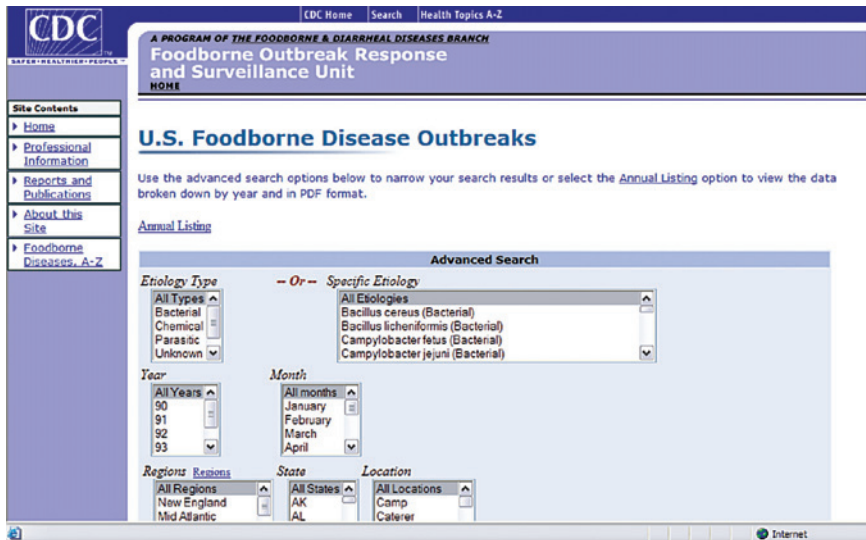 CDC Home Search Health Topics A-Z
CDC
TM
SAFER•HEALTHIER•PEOPLE™
A PROGRAM OF THE FOODBORNE & DIARRHEAL DISEASES BRANCH
Foodborne Outbreak Response
and Surveillance Unit
HOME
Site Contents
Home
Professional
Information
Reports and
Publications
About this
Site
Foodborne
Diseases, A-Z
U.S. Foodborne Disease Outbreaks
Use the advanced search options below to narrow your search results or select the Annual Listing option to view the data
broken down by year and in PDF format.
Annual Listing
Advanced Search
Etiology Type -- Or -- Specific Etiology
All Types
Bacterial
Chemical
Parasitic
Unknown
All Etiologies
Bacillus cereus (Bacterial)
Bacillus licheniformis (Bacterial)
Campylobacter fetus (Bacterial)
Campylobacter jejuni (Bacterial)
Year Month
All Years
90
91
92
93
All months
January
February
March
April
Regions Regions State Location
All Regions
New England
Mid Atlantic
All States
AK
AL
All Locations
Camp
Caterer
Internet